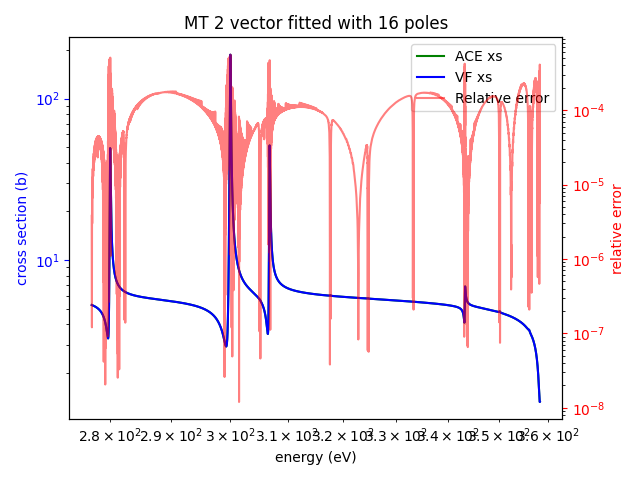 MT 2 vector fitted with 16 poles
ACE xs
VF xs
Relative error
cross section (b)
10²
10¹
relative error
10⁻⁴
10⁻⁵
10⁻⁶
10⁻⁷
10⁻⁸
2.8 × 10² 2.9 × 10² 3 × 10² 3.1 × 10² 3.2 × 10² 3.3 × 10² 3.4 × 10² 3.5 × 10² 3.6 × 10²
energy (eV)